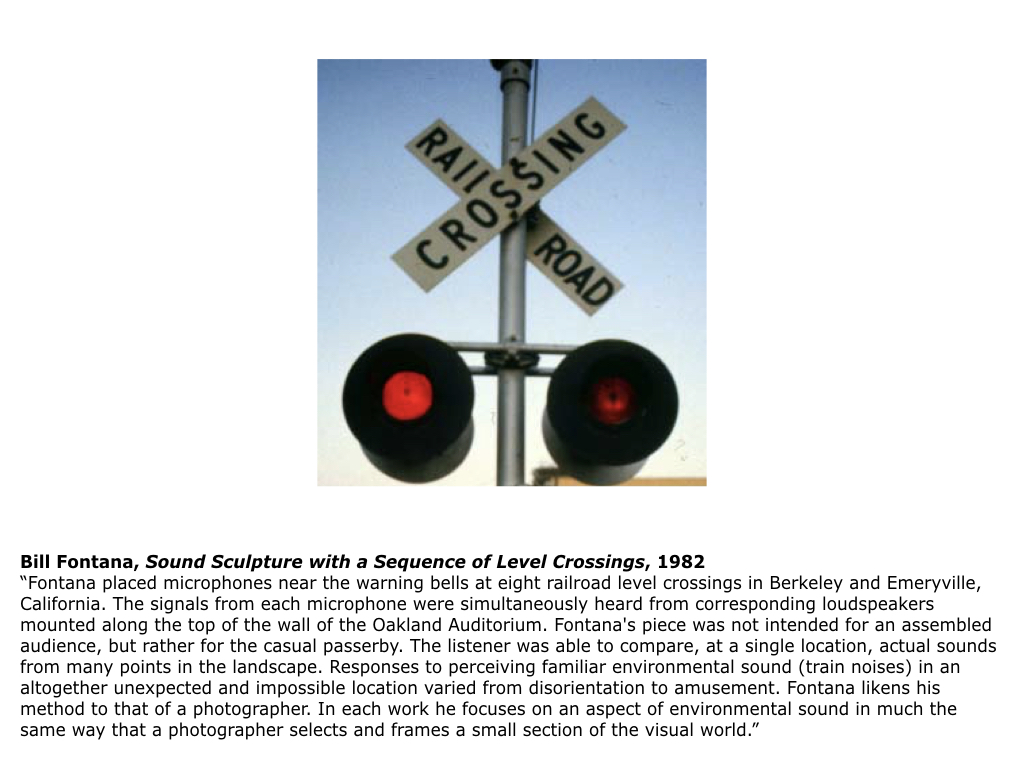 RAIL
CROSSING
ROAD
Bill Fontana, Sound Sculpture with a Sequence of Level Crossings, 1982
“Fontana placed microphones near the warning bells at eight railroad level crossings in Berkeley and Emeryville,
California. The signals from each microphone were simultaneously heard from corresponding loudspeakers
mounted along the top of the wall of the Oakland Auditorium. Fontana's piece was not intended for an assembled
audience, but rather for the casual passerby. The listener was able to compare, at a single location, actual sounds
from many points in the landscape. Responses to perceiving familiar environmental sound (train noises) in an
altogether unexpected and impossible location varied from disorientation to amusement. Fontana likens his
method to that of a photographer. In each work he focuses on an aspect of environmental sound in much the
same way that a photographer selects and frames a small section of the visual world.”